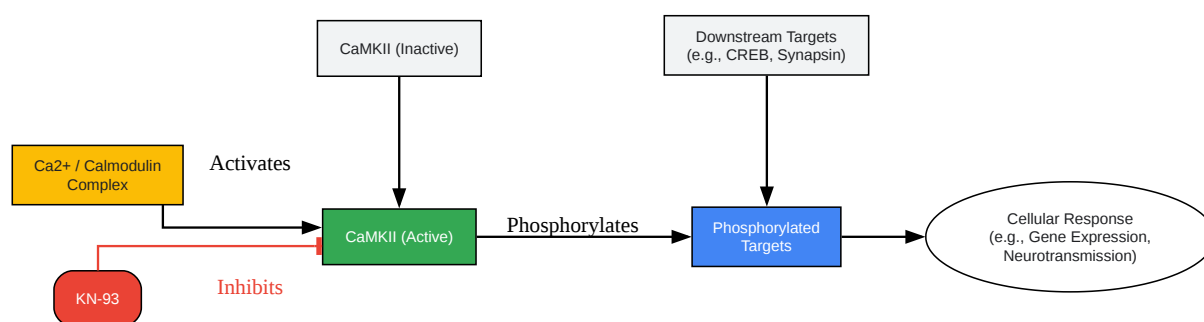 CaMKII (Inactive)
Downstream Targets
(e.g., CREB, Synapsin)
Ca2+ / Calmodulin
Complex
Activates
CaMKII (Active)
Phosphorylates
Phosphorylated
Targets
Cellular Response
(e.g., Gene Expression,
Neurotransmission)
KN-93
Inhibits